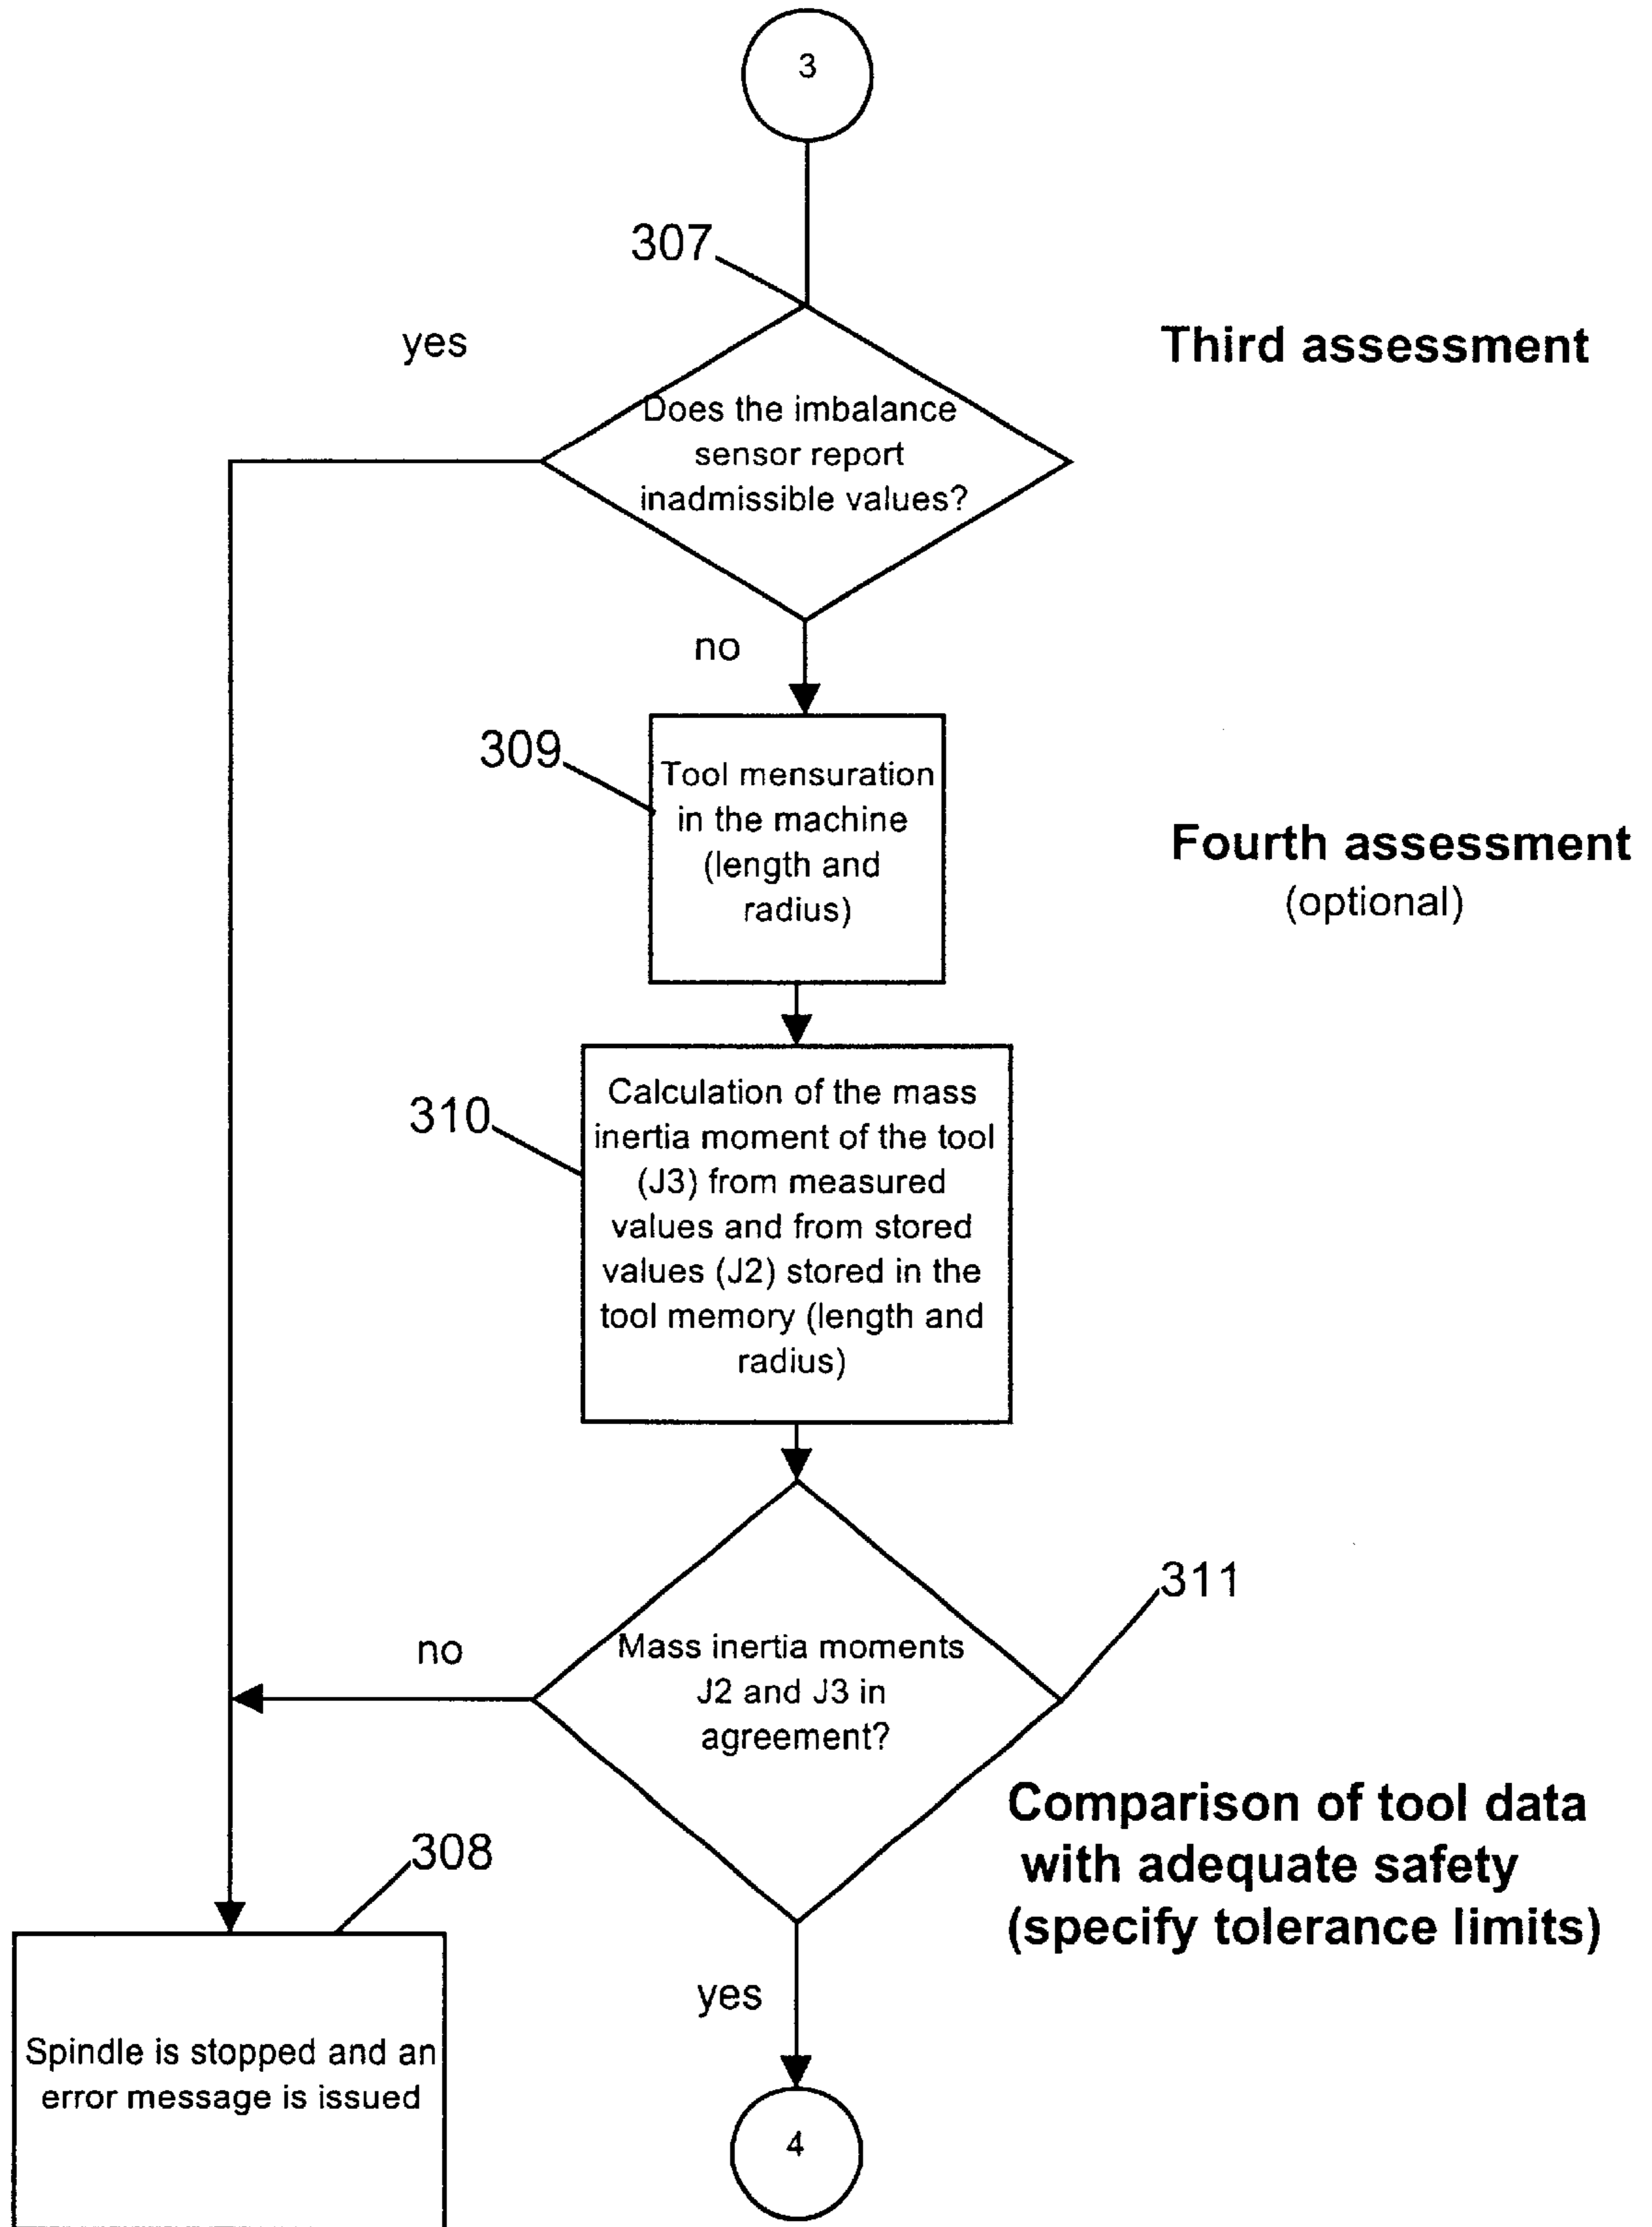 3
307
yes
Third assessment
Does the imbalance
sensor report
inadmissible values?
no
309
Tool mensuration
in the machine
(length and
radius)
Fourth assessment
(optional)
310
Calculation of the mass
inertia moment of the tool
(J3) from measured
values and from stored
values (J2) stored in the
tool memory (length and
radius)
311
no
Mass inertia moments
J2 and J3 in
agreement?
Comparison of tool data
with adequate safety
(specify tolerance limits)
308
yes
Spindle is stopped and an
error message is issued
4